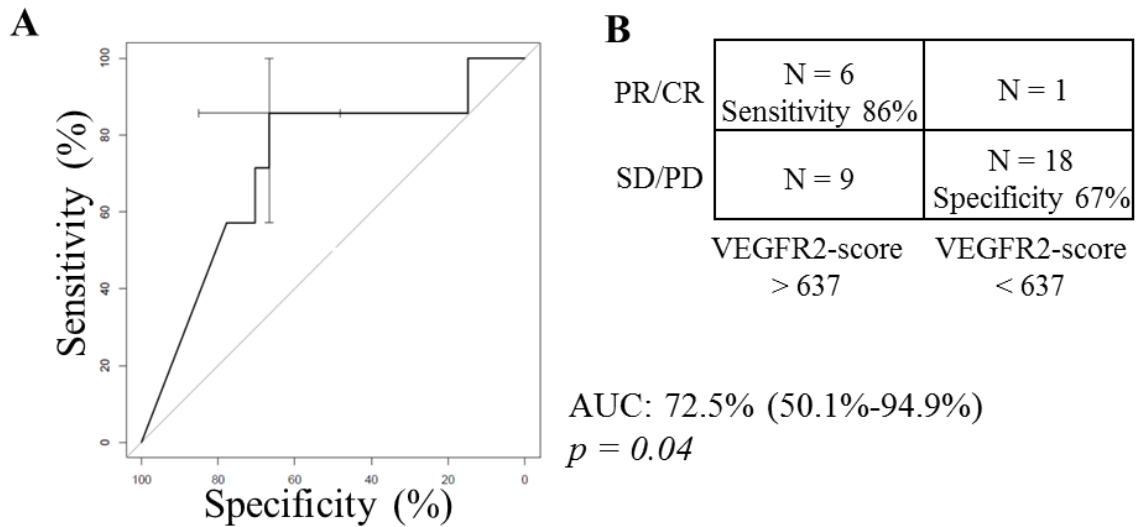 A
100
80
60
40
20
0
Sensitivity (%)
100 80 60 40 20 0
Specificity (%)
B
PR/CR
N = 6
Sensitivity 86%
N = 1
SD/PD
N = 9
N = 18
Specificity 67%
VEGFR2-score
> 637
VEGFR2-score
< 637
AUC: 72.5% (50.1%-94.9%)
p = 0.04